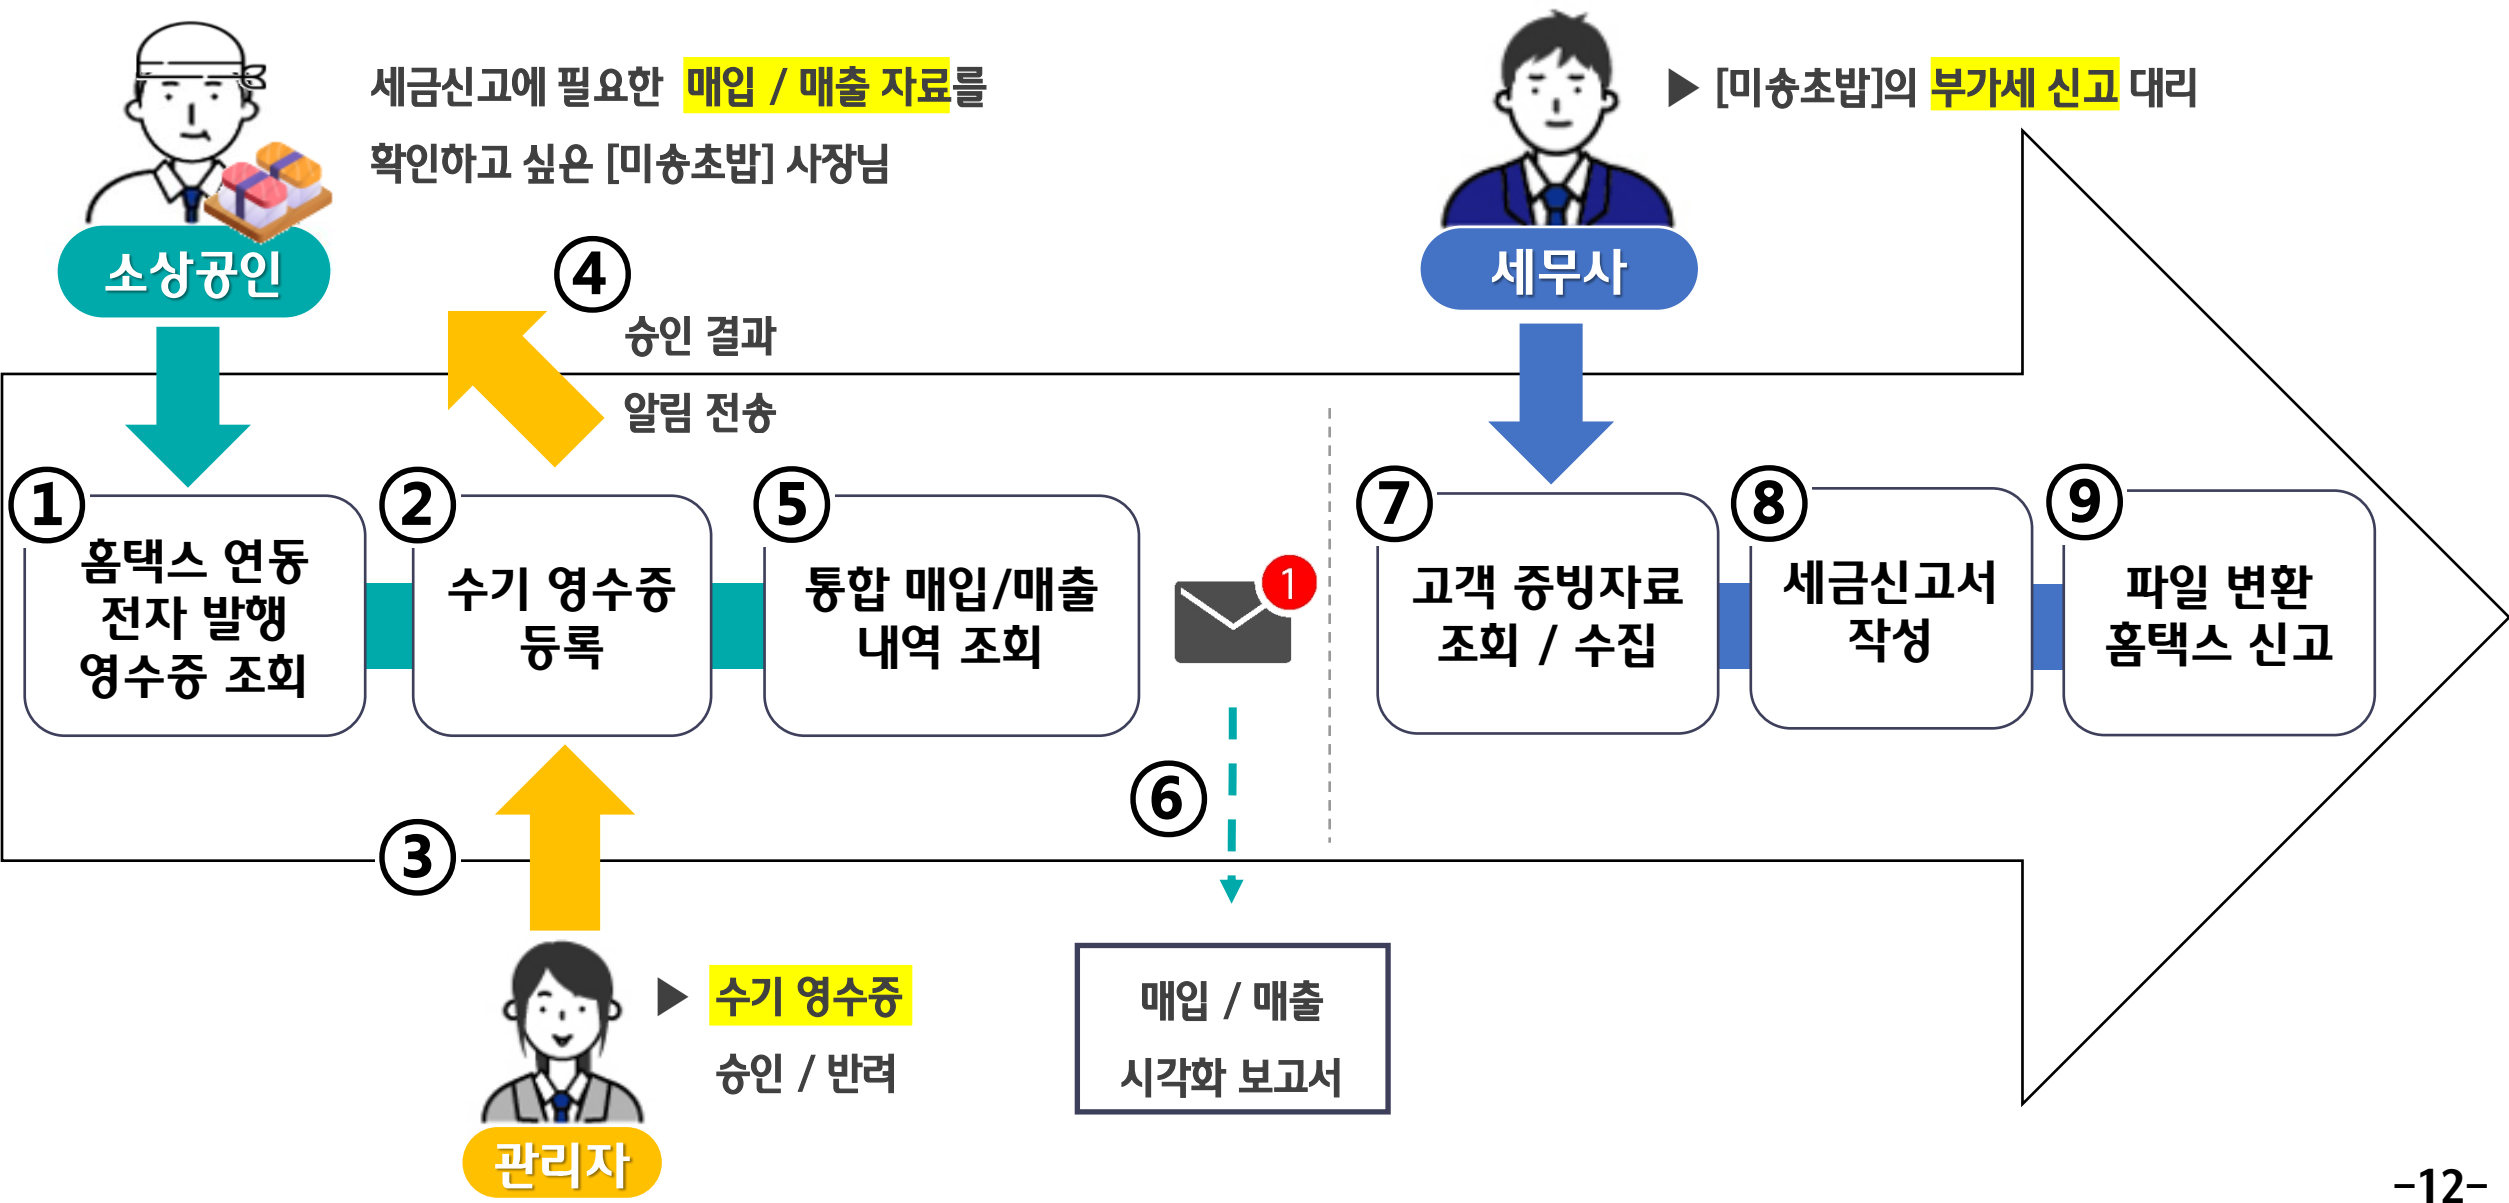 세금신고에 필요한 매입 / 매출 자료를
확인하고 싶은 [미송초밥] 사장님
소상공인
▶ [미송초밥]의 부가세 신고 대리
세무사
④
승인 결과
알림 전송
①
홈택스 연동
전자 발행
영수증 조회
②
수기 영수증
등록
⑤
통합 매입/매출
내역 조회
1
⑦
고객 증빙자료
조회 / 수집
⑧
세금신고서
작성
⑨
파일 변환
홈택스 신고
③
⑥
▶ 수기 영수증
승인 / 반려
관리자
매입 / 매출
시각화 보고서
-12-